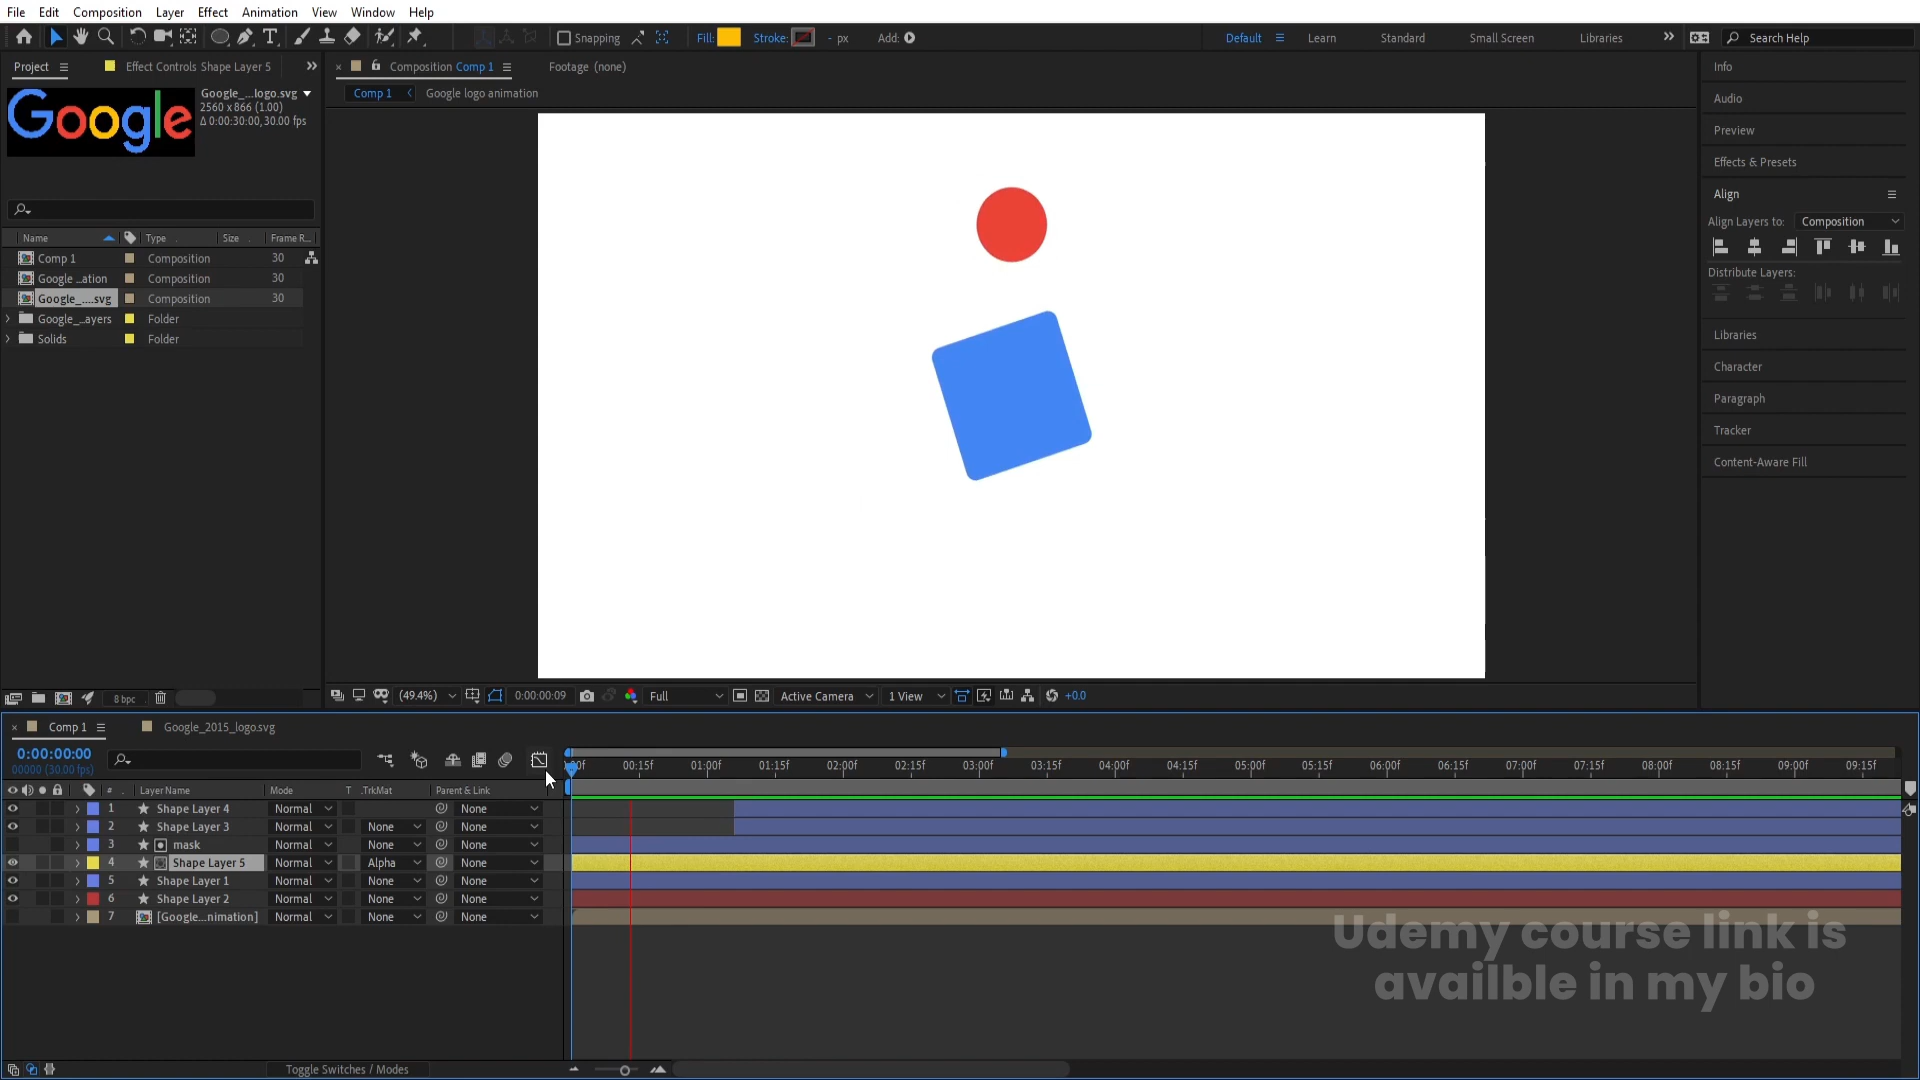 File Edit Composition Layer Effect Animation View Window Help
Snapping Fill: Stroke: - px Add: Default Learn Standard Small Screen Libraries Search Help
Project Effect Controls Shape Layer 5 Composition Comp 1 Footage (none) Info
Google_...logo.svg Comp 1 Google logo animation
2560 x 866 (1.00)
Δ 0:00:30:00, 30.00 fps
Google
Audio
Preview
Effects & Presets
Align
Align Layers to: Composition
Distribute Layers:
Libraries
Character
Paragraph
Tracker
Content-Aware Fill
Name Type Size Frame R...
Comp 1 Composition 30
Google ...ation Composition 30
Google_....svg Composition 30
Google_...ayers Folder
Solids Folder
8 bpc (49.4%) 0:00:00:09 Full Active Camera 1 View +0.0
Comp 1 Google_2015_logo.svg
0:00:00:00
00000 (30.00 fps)
00:15f 01:00f 01:15f 02:00f 02:15f 03:00f 03:15f 04:00f 04:15f 05:00f 05:15f 06:00f 06:15f 07:00f 07:15f 08:00f 08:15f 09:00f 09:15f
# Layer Name Mode T .TrkMat Parent & Link
1 Shape Layer 4 Normal None
2 Shape Layer 3 Normal None None
3 mask Normal None None
4 Shape Layer 5 Normal Alpha None
5 Shape Layer 1 Normal None None
6 Shape Layer 2 Normal None None
7 [Google...nimation] Normal None None
Udemy course link is
availble in my bio
Toggle Switches / Modes